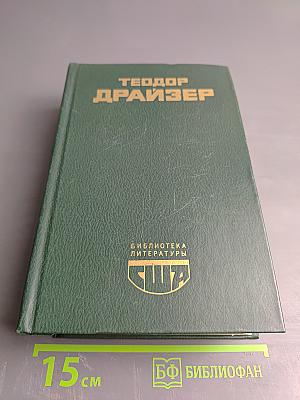 ТЕОДОР
ДРАЙЗЕР
БИБЛИОТЕКА
ЛИТЕРАТУРЫ
США
15 см
БФ БИБЛИОФАН